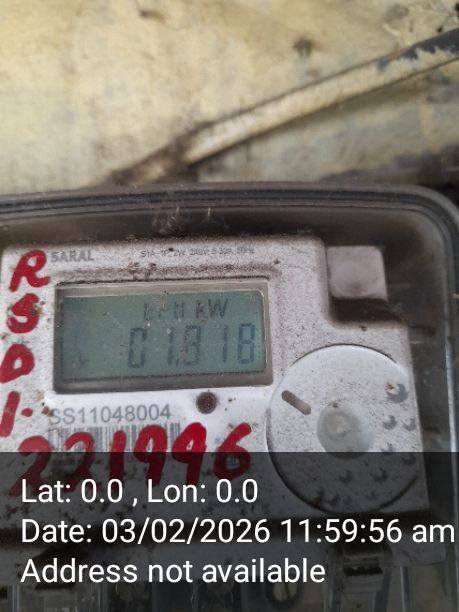 SARAL
kW
01.818
SS11048004
RSDI.
221996
Lat: 0.0 , Lon: 0.0
Date: 03/02/2026 11:59:56 am
Address not available